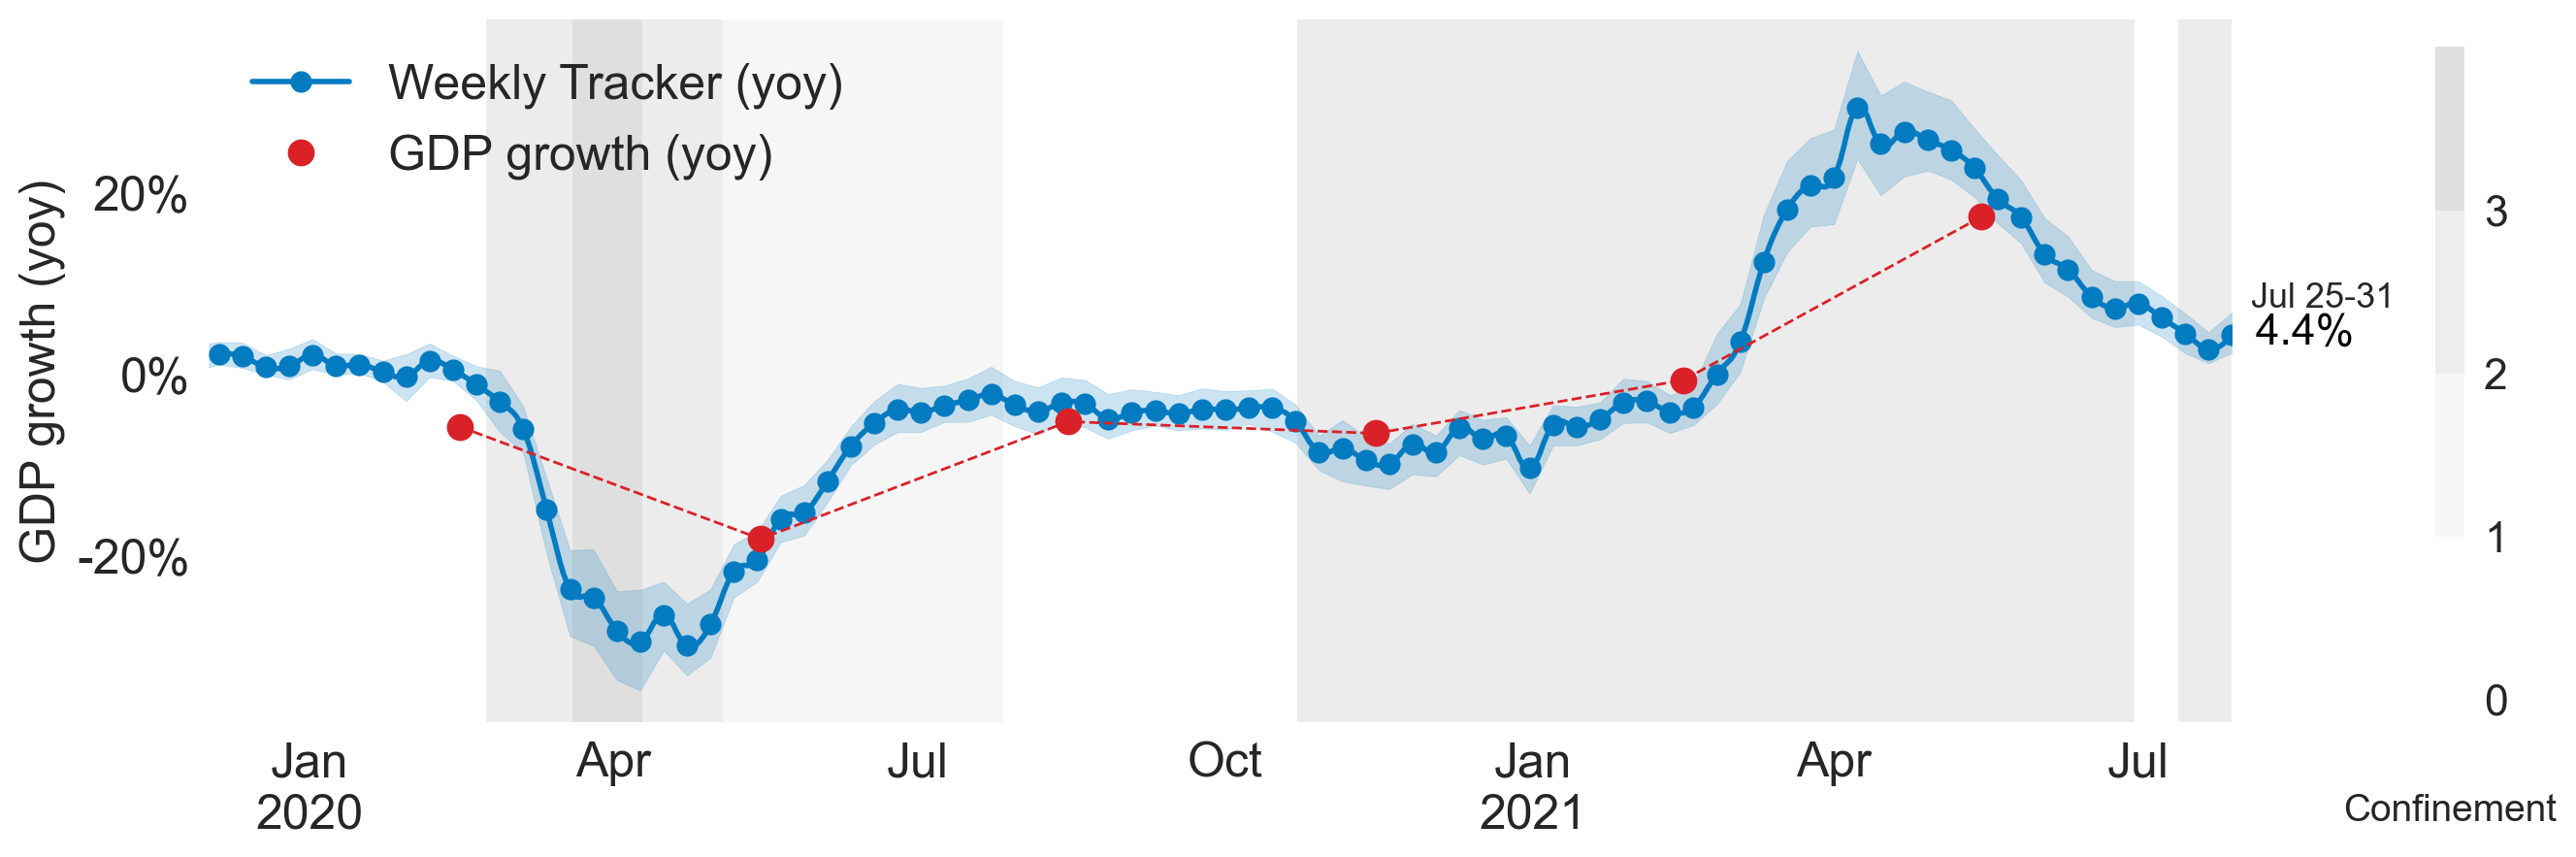 Weekly Tracker (yoy)
GDP growth (yoy)
GDP growth (yoy)
20%
0%
-20%
Jan
2020
Apr
Jul
Oct
Jan
2021
Apr
Jul
Jul 25-31
4.4%
3
2
1
0
Confinement